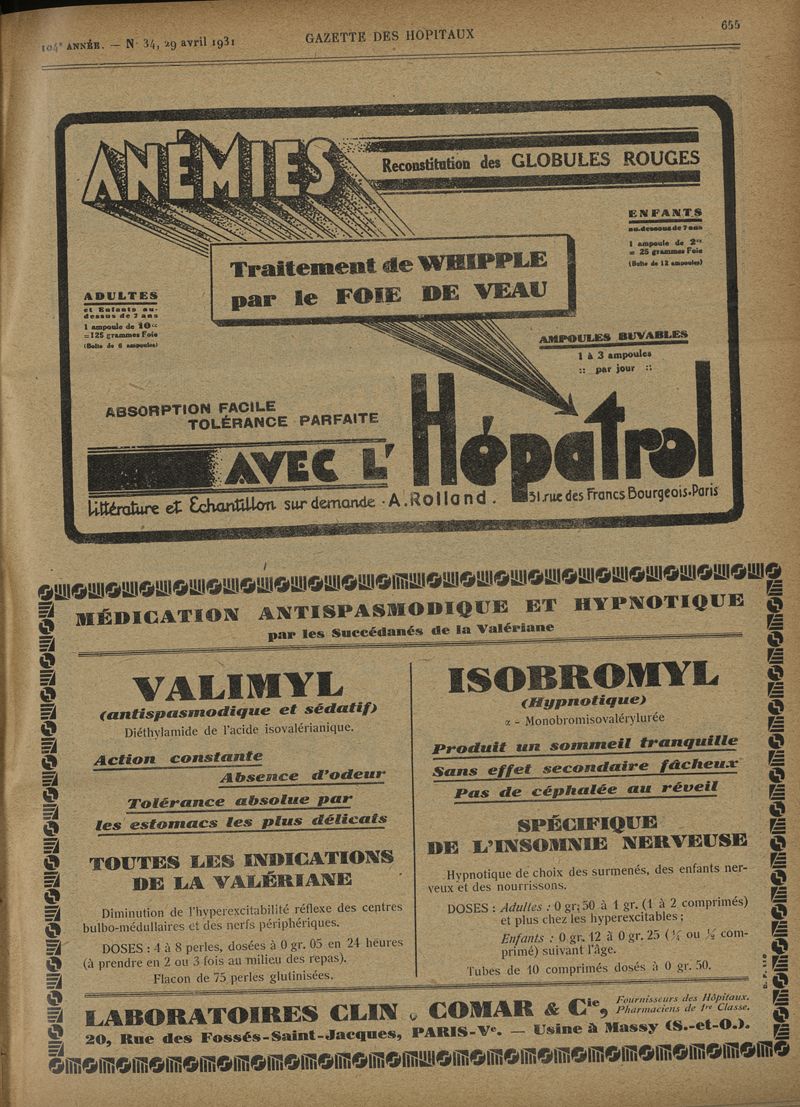 104e ANNÉE. — N° 34, 29 avril 1931
GAZETTE DES HOPITAUX
655
ANÉMIES
Reconstitution des GLOBULES ROUGES
ENFANTS
au-dessous de 7 ans
1 ampoule de 2cc
= 25 grammes Foie
(Boîte de 12 ampoules)
Traitement de WHIPPLE
par le FOIE DE VEAU
ADULTES
et Enfants au-
dessus de 7 ans
1 ampoule de 10cc
= 125 grammes Foie
(Boîte de 6 ampoules)
AMPOULES BUVABLES
1 à 3 ampoules
:: par jour ::
ABSORPTION FACILE
TOLÉRANCE PARFAITE
AVEC L'Hépatrol
Littérature et Echantillon sur demande - A. Rolland. 31, rue des Francs Bourgeois-Paris
MÉDICATION ANTISPASMODIQUE ET HYPNOTIQUE
par les Succédanés de la Valériane
VALIMYL
(antispasmodique et sédatif)
Diéthylamide de l'acide isovalérianique.
Action constante
Absence d'odeur
Tolérance absolue par
les estomacs les plus délicats
TOUTES LES INDICATIONS
DE LA VALÉRIANE
Diminution de l'hyperexcitabilité réflexe des centres
bulbo-médullaires et des nerfs périphériques.
DOSES : 4 à 8 perles, dosées à 0 gr. 05 en 24 heures
(à prendre en 2 ou 3 fois au milieu des repas).
Flacon de 75 perles glutinisées.
ISOBROMYL
(Hypnotique)
α - Monobromisovalérylurée
Produit un sommeil tranquille
Sans effet secondaire fâcheux
Pas de céphalée au réveil
SPÉCIFIQUE
DE L'INSOMNIE NERVEUSE
Hypnotique de choix des surmenés, des enfants ner-
veux et des nourrissons.
DOSES : Adultes : 0 gr. 50 à 1 gr. (1 à 2 comprimés)
et plus chez les hyperexcitables ;
Enfants : 0 gr. 12 à 0 gr. 25 (¼ ou ½ com-
primé) suivant l'âge.
Tubes de 10 comprimés dosés à 0 gr. 50.
LABORATOIRES CLIN, COMAR & Cie, Fournisseurs des Hôpitaux.
Pharmaciens de 1re Classe.
20, Rue des Fossés-Saint-Jacques, PARIS-Ve. — Usine à Massy (S.-et-O.).